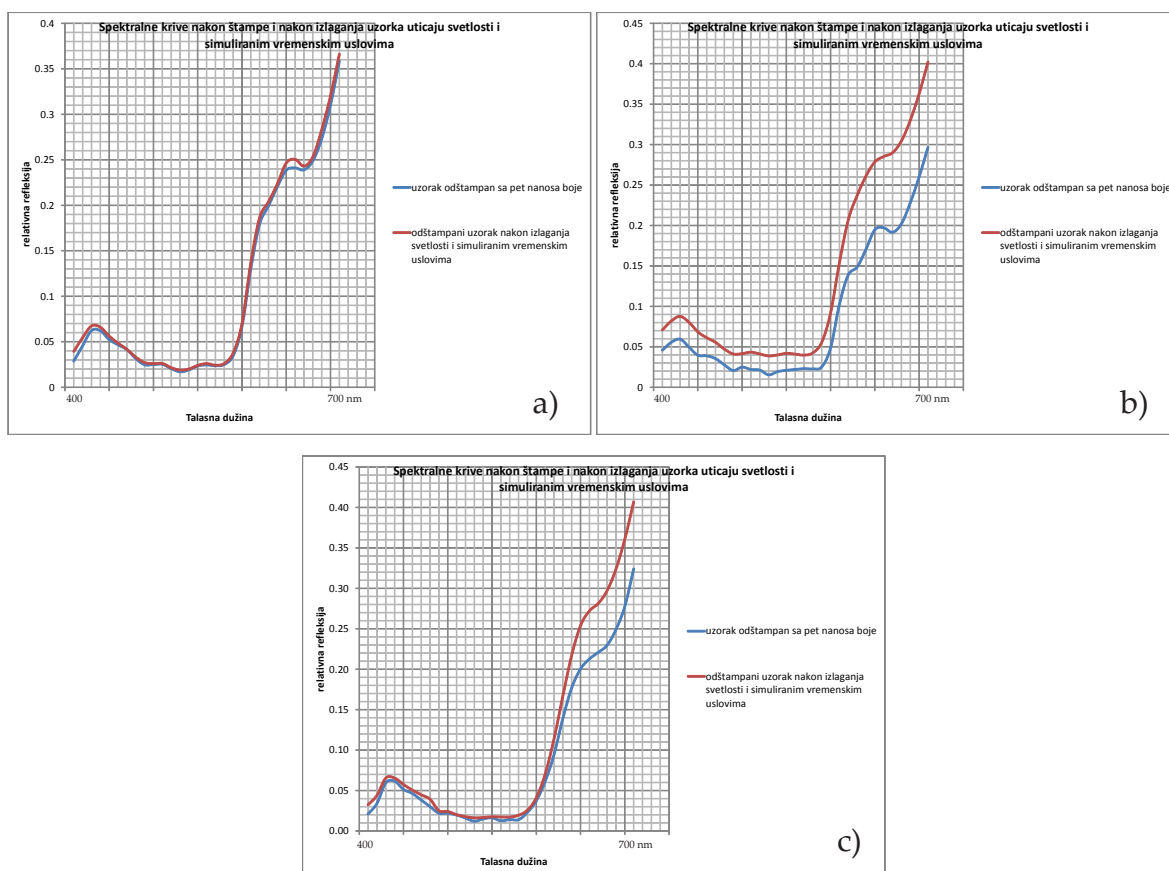 Spektralne krive nakon štampe i nakon izlaganja uzorka uticaju svetlosti i
simuliranim vremenskim uslovima
0.4
0.35
0.3
0.25
0.2
0.15
0.1
0.05
0
relativna refleksija
400
700 nm
Talasna dužina
uzorak odštampan sa pet nanosa boje
odštampani uzorak nakon izlaganja
svetlosti i simuliranim vremenskim
uslovima
a)
Spektralne krive nakon štampe i nakon izlaganja uzorka uticaju svetlosti i
simuliranim vremenskim uslovima
0.45
0.4
0.35
0.3
0.25
0.2
0.15
0.1
0.05
0
relativna refleksija
400
700 nm
Talasna dužina
uzorak odštampan sa pet nanosa boje
odštampani uzorak nakon izlaganja
svetlosti i simuliranim vremenskim
uslovima
b)
Spektralne krive nakon štampe i nakon izlaganja uzorka uticaju svetlosti i
simuliranim vremenskim uslovima
0.45
0.40
0.35
0.30
0.25
0.20
0.15
0.10
0.05
0.00
relativna refleksija
400
700 nm
Talasna dužina
uzorak odštampan sa pet nanosa boje
odštampani uzorak nakon izlaganja
svetlosti i simuliranim vremenskim
uslovima
c)